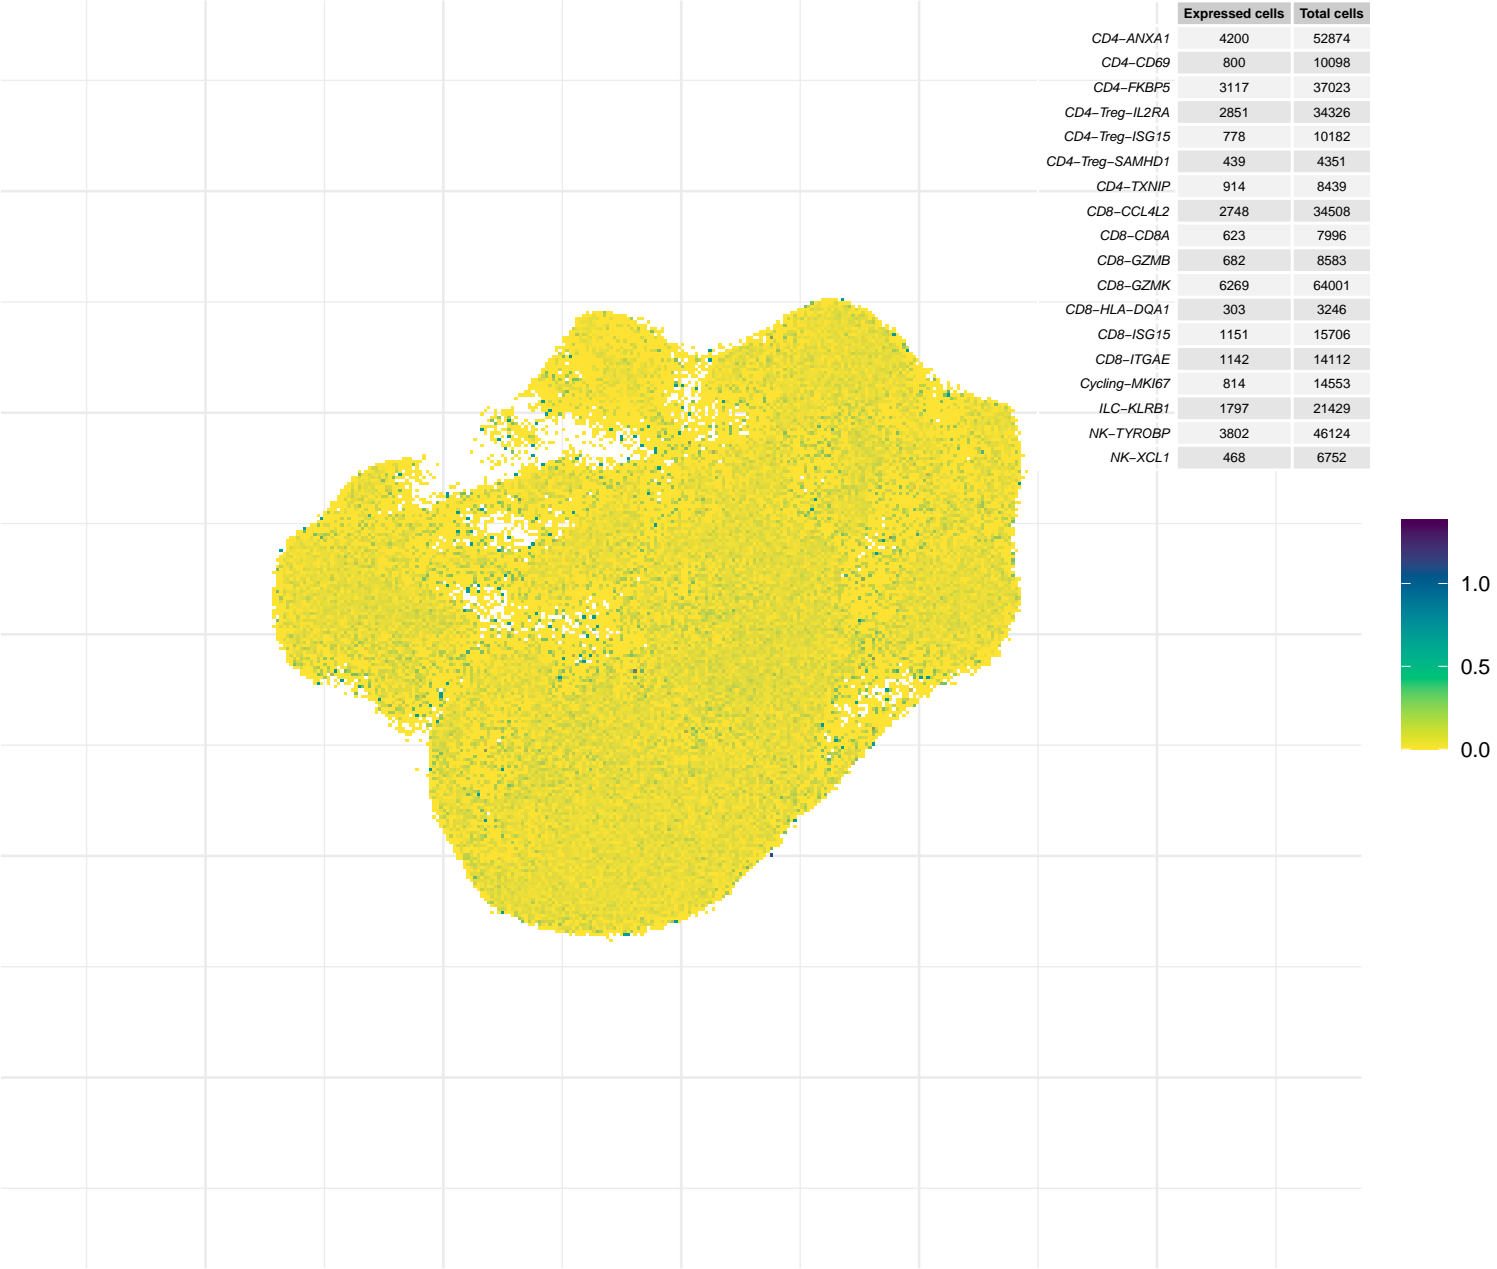 Expressed cells Total cells
CD4−ANXA1 4200 52874
CD4−CD69 800 10098
CD4−FKBP5 3117 37023
CD4−Treg−IL2RA 2851 34326
CD4−Treg−ISG15 778 10182
CD4−Treg−SAMHD1 439 4351
CD4−TXNIP 914 8439
CD8−CCL4L2 2748 34508
CD8−CD8A 623 7996
CD8−GZMB 682 8583
CD8−GZMK 6269 64001
CD8−HLA−DQA1 303 3246
CD8−ISG15 1151 15706
CD8−ITGAE 1142 14112
Cycling−MKI67 814 14553
ILC−KLRB1 1797 21429
NK−TYROBP 3802 46124
NK−XCL1 468 6752
1.0
0.5
0.0